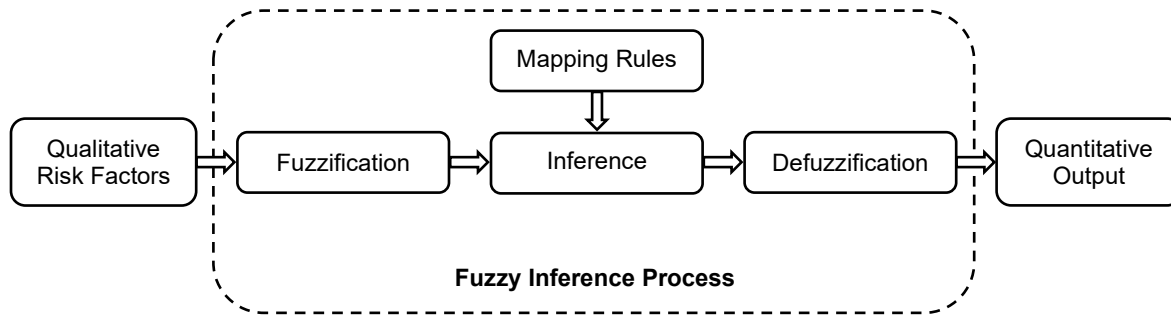 Mapping Rules
Qualitative
Risk Factors
Fuzzification
Inference
Defuzzification
Quantitative
Output
Fuzzy Inference Process